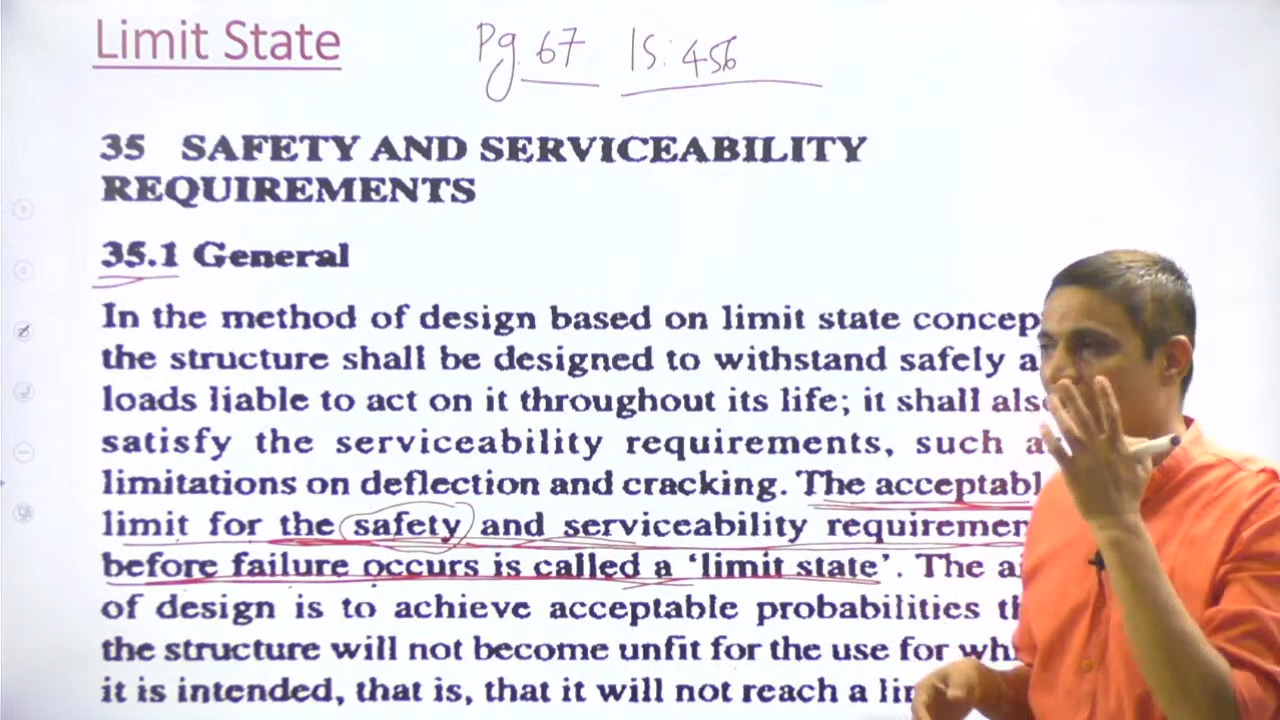 Limit State
Pg. 67 IS: 456
35 SAFETY AND SERVICEABILITY
REQUIREMENTS
35.1 General
In the method of design based on limit state concep
the structure shall be designed to withstand safely a
loads liable to act on it throughout its life; it shall als
satisfy the serviceability requirements, such a
limitations on deflection and cracking. The acceptabl
limit for the safety and serviceability requiremen
before failure occurs is called a ‘limit state’. The a
of design is to achieve acceptable probabilities th
the structure will not become unfit for the use for wh
it is intended, that is, that it will not reach a li